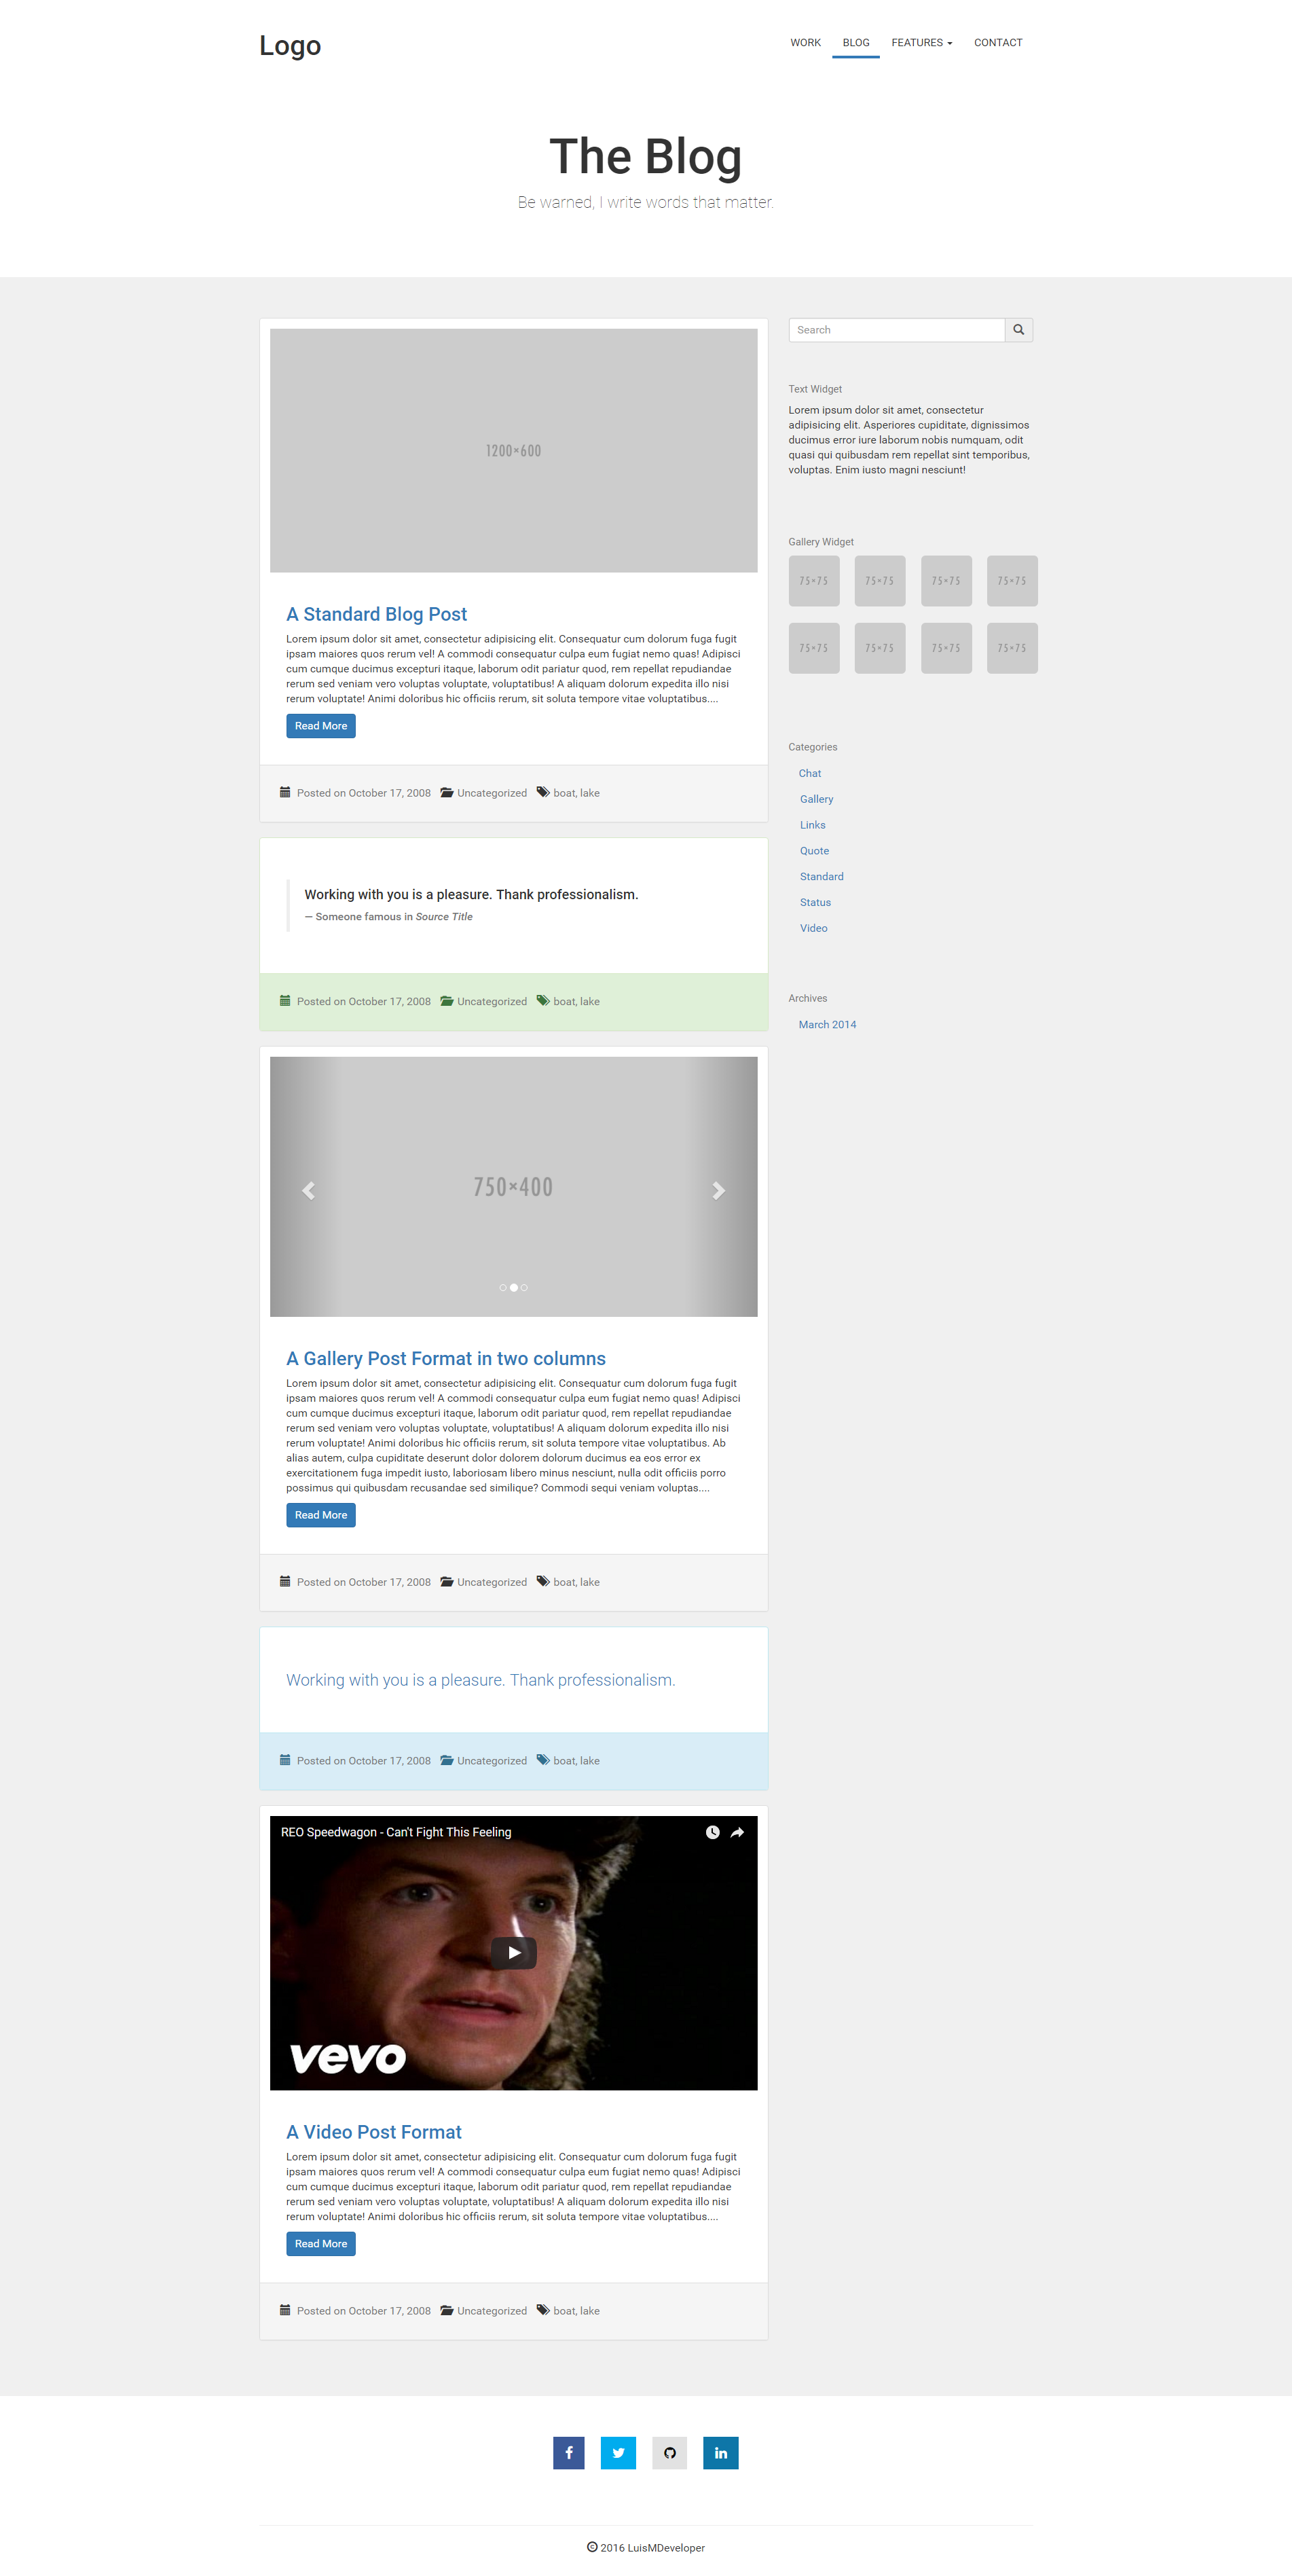 Logo
WORK BLOG FEATURES CONTACT
The Blog
Be warned, I write words that matter.
1200×600
A Standard Blog Post
Lorem ipsum dolor sit amet, consectetur adipisicing elit. Consequatur cum dolorum fuga fugit
ipsam maiores quos rerum vel! A commodi consequatur culpa eum fugiat nemo quas! Adipisci
cum cumque ducimus excepturi itaque, laborum odit pariatur quod, rem repellat repudiandae
rerum sed veniam vero voluptas voluptate, voluptatibus! A aliquam dolorum expedita illo nisi
rerum voluptate! Animi doloribus hic officiis rerum, sit soluta tempore vitae voluptatibus....
Read More
Posted on October 17, 2008 Uncategorized boat, lake
Working with you is a pleasure. Thank professionalism.
— Someone famous in Source Title
Posted on October 17, 2008 Uncategorized boat, lake
750×400
A Gallery Post Format in two columns
Lorem ipsum dolor sit amet, consectetur adipisicing elit. Consequatur cum dolorum fuga fugit
ipsam maiores quos rerum vel! A commodi consequatur culpa eum fugiat nemo quas! Adipisci
cum cumque ducimus excepturi itaque, laborum odit pariatur quod, rem repellat repudiandae
rerum sed veniam vero voluptas voluptate, voluptatibus! A aliquam dolorum expedita illo nisi
rerum voluptate! Animi doloribus hic officiis rerum, sit soluta tempore vitae voluptatibus. Ab
alias autem, culpa cupiditate deserunt dolor dolorem dolorum ducimus ea eos error ex
exercitationem fuga impedit iusto, laboriosam libero minus nesciunt, nulla odit officiis porro
possimus qui quibusdam recusandae sed similique? Commodi sequi veniam voluptas....
Read More
Posted on October 17, 2008 Uncategorized boat, lake
Working with you is a pleasure. Thank professionalism.
Posted on October 17, 2008 Uncategorized boat, lake
REO Speedwagon - Can't Fight This Feeling
vevo
A Video Post Format
Lorem ipsum dolor sit amet, consectetur adipisicing elit. Consequatur cum dolorum fuga fugit
ipsam maiores quos rerum vel! A commodi consequatur culpa eum fugiat nemo quas! Adipisci
cum cumque ducimus excepturi itaque, laborum odit pariatur quod, rem repellat repudiandae
rerum sed veniam vero voluptas voluptate, voluptatibus! A aliquam dolorum expedita illo nisi
rerum voluptate! Animi doloribus hic officiis rerum, sit soluta tempore vitae voluptatibus....
Read More
Posted on October 17, 2008 Uncategorized boat, lake
Search
Text Widget
Lorem ipsum dolor sit amet, consectetur
adipisicing elit. Asperiores cupiditate, dignissimos
ducimus error iure laborum nobis numquam, odit
quasi qui quibusdam rem repellat sint temporibus,
voluptas. Enim iusto magni nesciunt!
Gallery Widget
75×75 75×75 75×75 75×75
75×75 75×75 75×75 75×75
Categories
Chat
Gallery
Links
Quote
Standard
Status
Video
Archives
March 2014
f in
© 2016 LuisMDeveloper